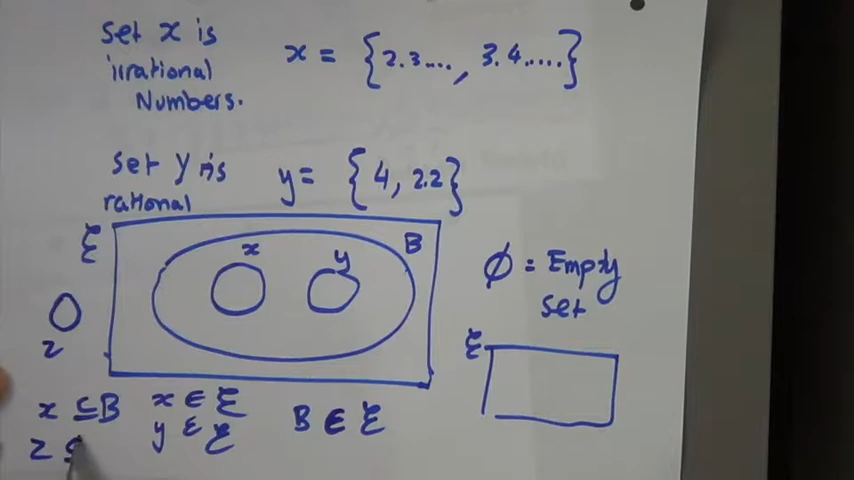 Set x is
irrational
Numbers.
x = {2.3...., 3.4.....}
Set y is
rational
y = {4, 2.2}
ξ
x
y
B
z
ϕ = Empty
Set
ξ
x ⊆ B
x ∈ ξ
B ∈ ξ
z ⊆
y ∈ ξ